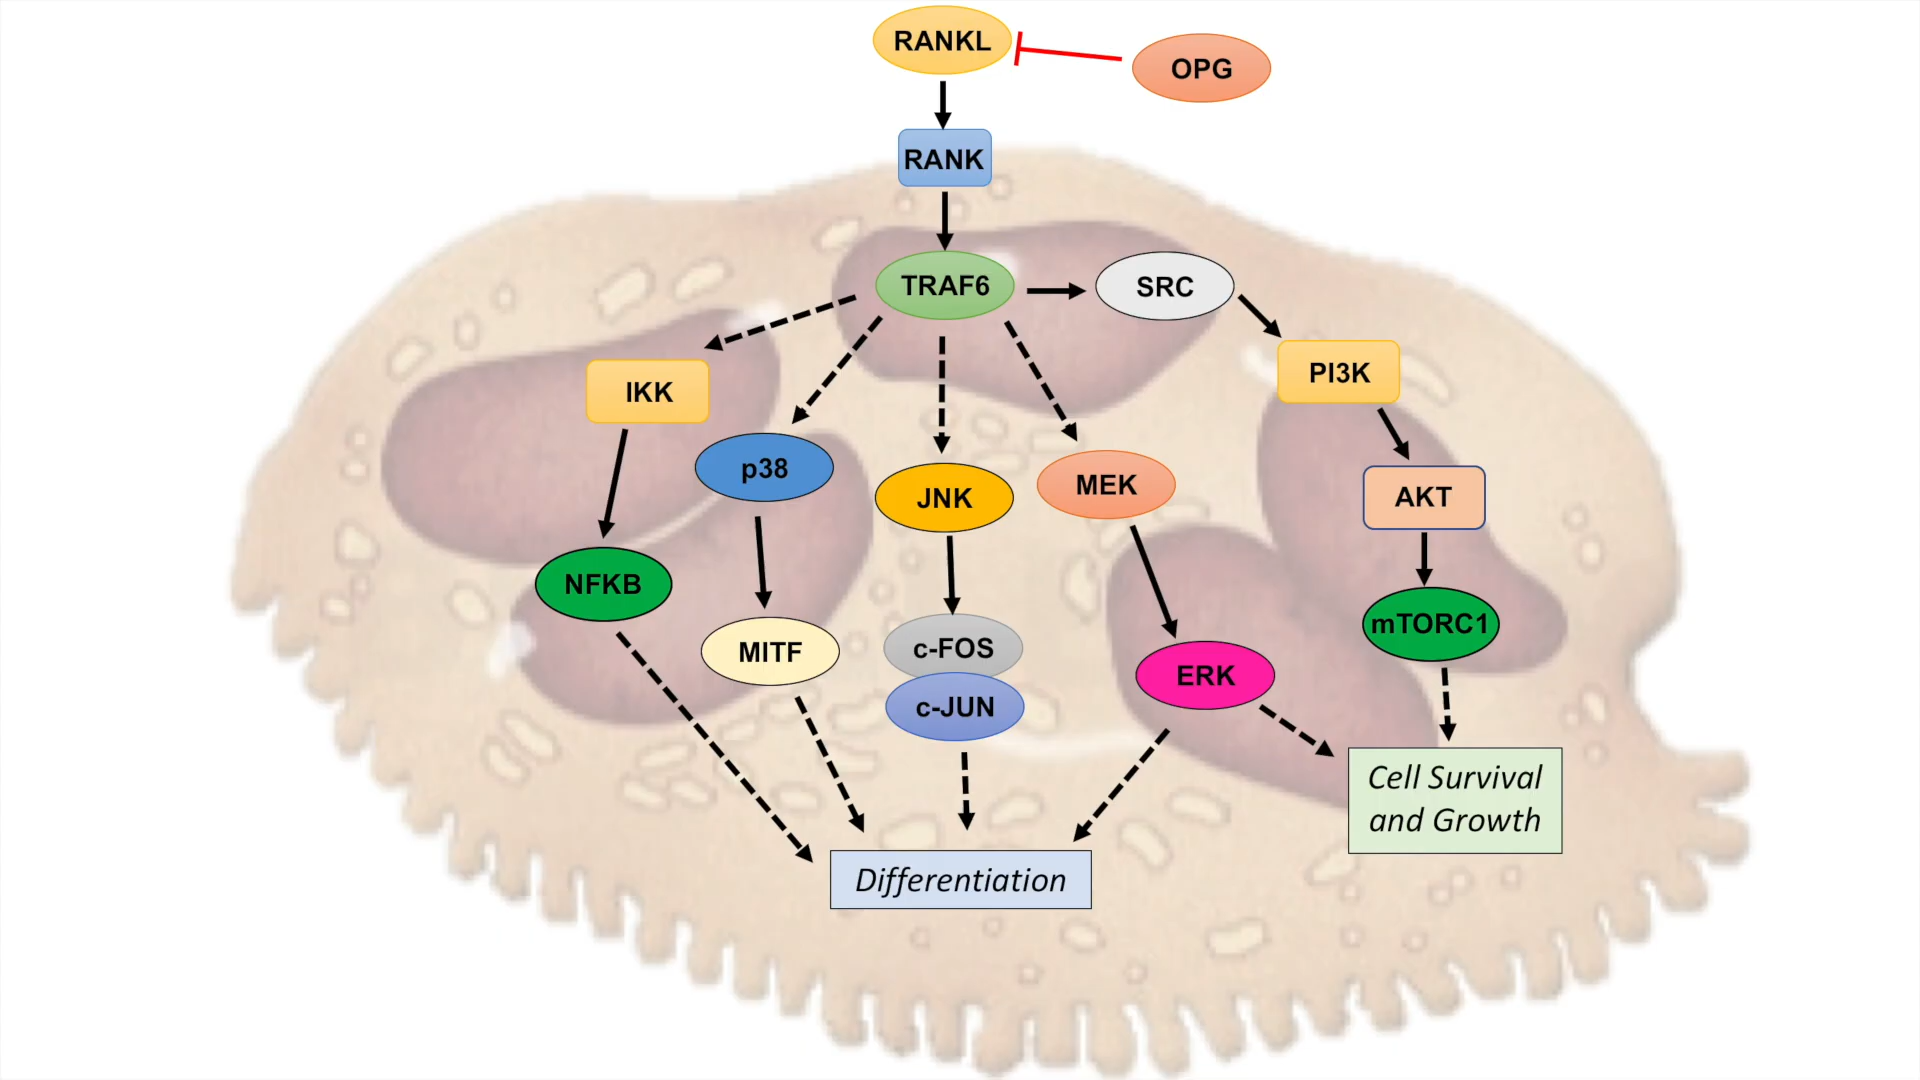 RANKL
OPG
RANK
TRAF6
SRC
IKK
PI3K
p38
JNK
MEK
AKT
NFKB
MITF
c-FOS
c-JUN
ERK
mTORC1
Cell Survival
and Growth
Differentiation